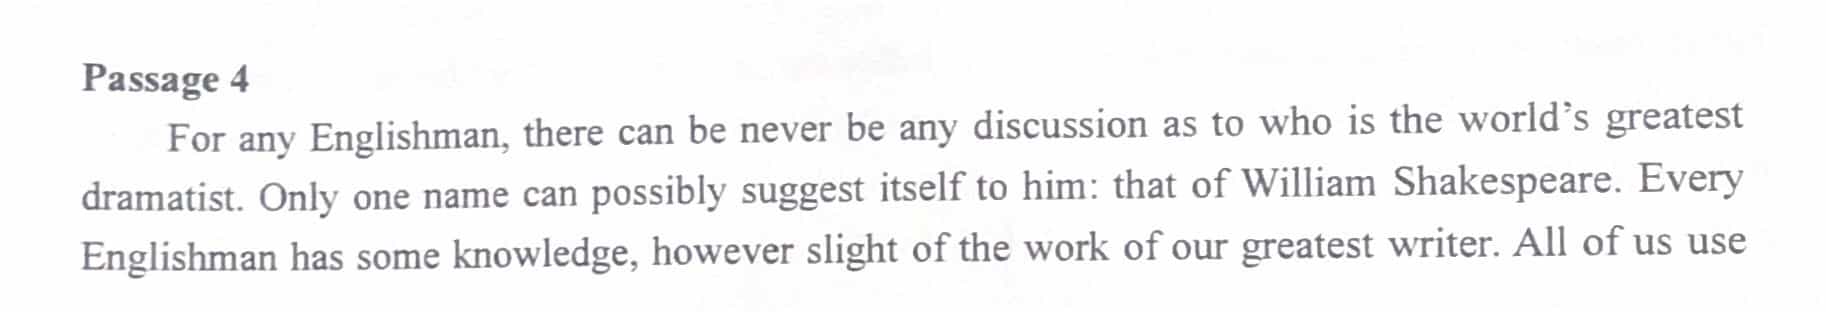 Passage 4
For any Englishman, there can be never be any discussion as to who is the world's greatest
dramatist. Only one name can possibly suggest itself to him: that of William Shakespeare. Every
Englishman has some knowledge, however slight of the work of our greatest writer. All of us use